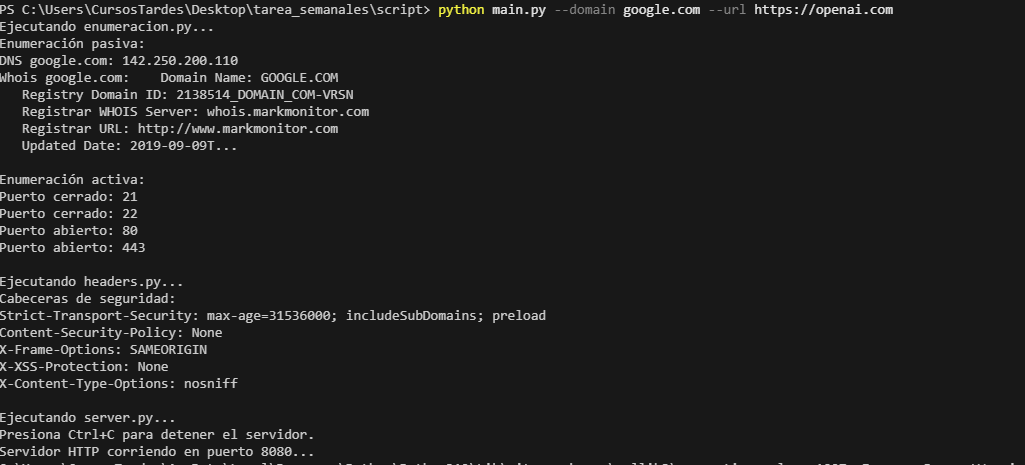 PS C:\Users\CursosTardes\Desktop\tarea_semanales\script> python main.py --domain google.com --url https://openai.com
Ejecutando enumeracion.py...
Enumeración pasiva:
DNS google.com: 142.250.200.110
Whois google.com:    Domain Name: GOOGLE.COM
   Registry Domain ID: 2138514_DOMAIN_COM-VRSN
   Registrar WHOIS Server: whois.markmonitor.com
   Registrar URL: http://www.markmonitor.com
   Updated Date: 2019-09-09T...
Enumeración activa:
Puerto cerrado: 21
Puerto cerrado: 22
Puerto abierto: 80
Puerto abierto: 443
Ejecutando headers.py...
Cabeceras de seguridad:
Strict-Transport-Security: max-age=31536000; includeSubDomains; preload
Content-Security-Policy: None
X-Frame-Options: SAMEORIGIN
X-XSS-Protection: None
X-Content-Type-Options: nosniff
Ejecutando server.py...
Presiona Ctrl+C para detener el servidor.
Servidor HTTP corriendo en puerto 8080...